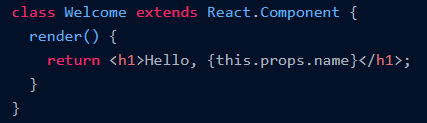 class Welcome extends React.Component {
  render() {
    return <h1>Hello, {this.props.name}</h1>;
  }
}